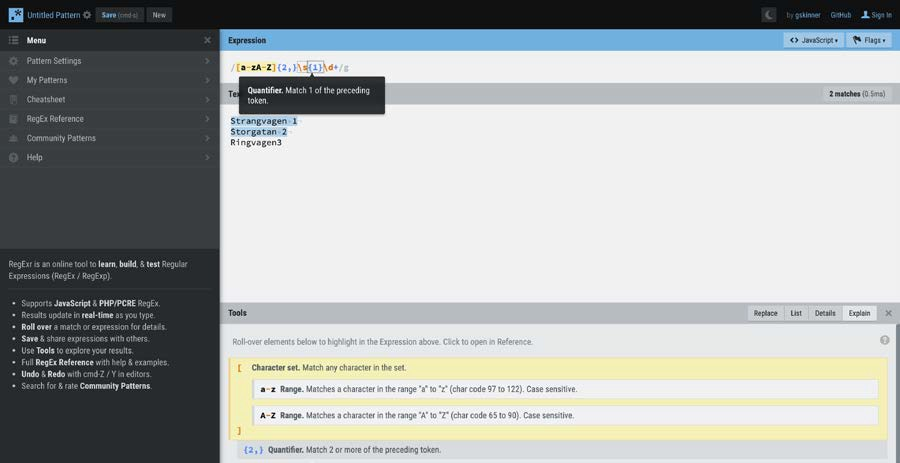 Untitled Pattern Save (cmd-s) New by gskinner GitHub Sign In
Menu
Pattern Settings
My Patterns
Cheatsheet
RegEx Reference
Community Patterns
Help
RegExr is an online tool to learn, build, & test Regular
Expressions (RegEx / RegExp).
Supports JavaScript & PHP/PCRE RegEx.
Results update in real-time as you type.
Roll over a match or expression for details.
Save & share expressions with others.
Use Tools to explore your results.
Full RegEx Reference with help & examples.
Undo & Redo with cmd-Z / Y in editors.
Search for & rate Community Patterns.
Expression <> JavaScript Flags
/[a-zA-Z]{2,}\s{1}\d+/g
Quantifier. Match 1 of the preceding
token.
2 matches (0.5ms)
Strangvagen 1
Storgatan 2
Ringvagen3
Tools Replace List Details Explain
Roll-over elements below to highlight in the Expression above. Click to open in Reference.
[ Character set. Match any character in the set.
a-z Range. Matches a character in the range "a" to "z" (char code 97 to 122). Case sensitive.
A-Z Range. Matches a character in the range "A" to "Z" (char code 65 to 90). Case sensitive.
]
{2,} Quantifier. Match 2 or more of the preceding token.